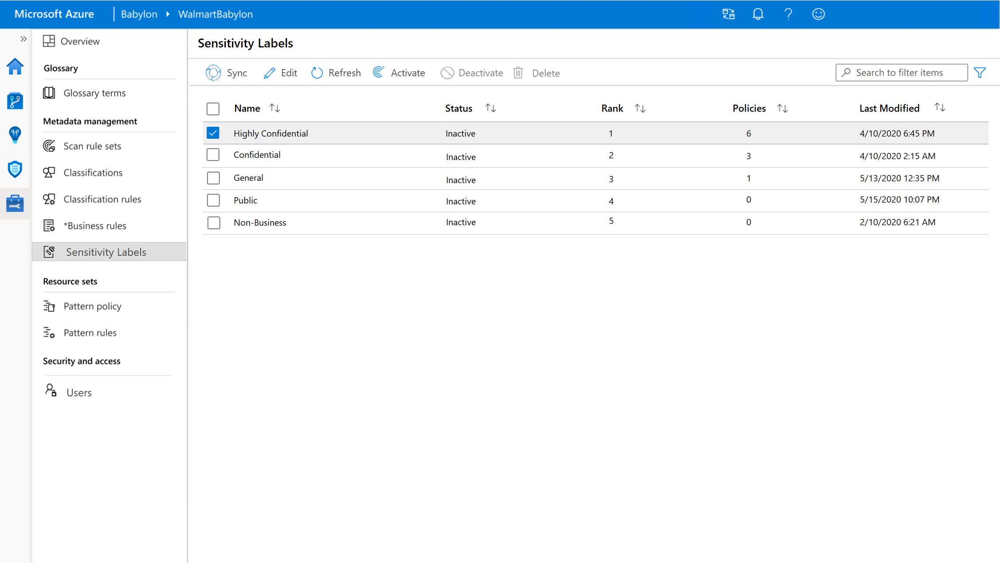 Microsoft Azure Babylon WalmartBabylon
Overview
Glossary
Glossary terms
Metadata management
Scan rule sets
Classifications
Classification rules
*Business rules
Sensitivity Labels
Resource sets
Pattern policy
Pattern rules
Security and access
Users
Sensitivity Labels
Sync Edit Refresh Activate Deactivate Delete Search to filter items
Name Status Rank Policies Last Modified
Highly Confidential Inactive 1 6 4/10/2020 6:45 PM
Confidential Inactive 2 3 4/10/2020 2:15 AM
General Inactive 3 1 5/13/2020 12:35 PM
Public Inactive 4 0 5/15/2020 10:07 PM
Non-Business Inactive 5 0 2/10/2020 6:21 AM